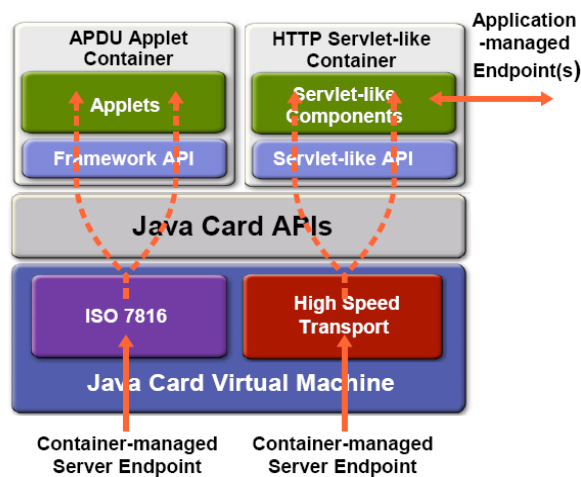 APDU Applet
Container
HTTP Servlet-like
Container
Application
-managed
Endpoint(s)
Applets
Servlet-like
Components
Framework API
Servlet-like API
Java Card APIs
ISO 7816
High Speed
Transport
Java Card Virtual Machine
Container-managed
Server Endpoint
Container-managed
Server Endpoint